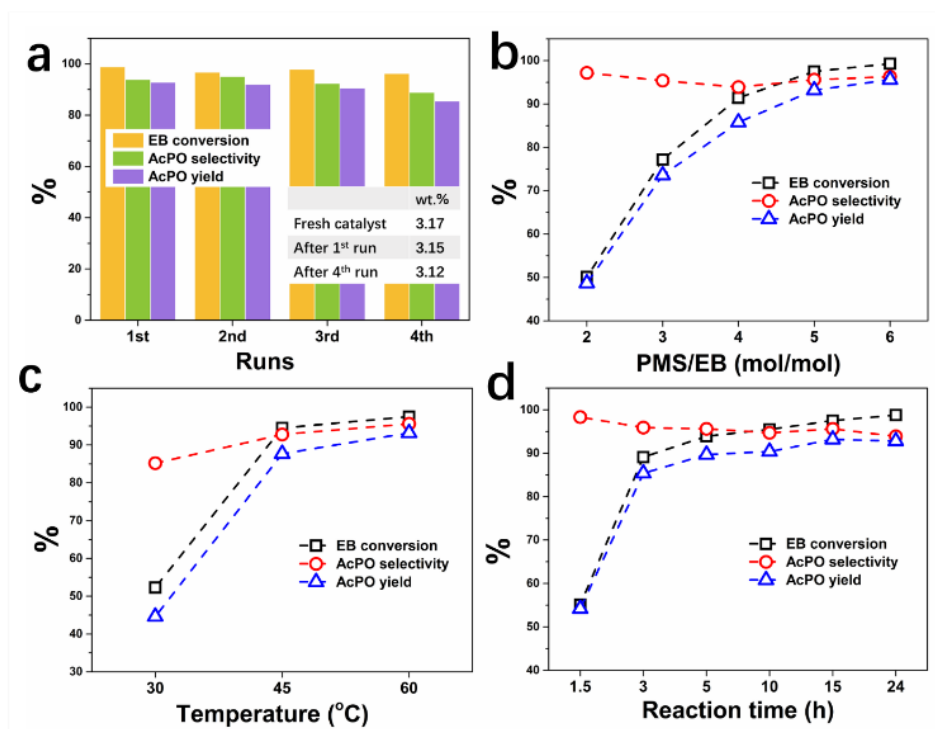 a
%
100
80
60
40
20
0
EB conversion
AcPO selectivity
AcPO yield
wt.%
Fresh catalyst 3.17
After 1st run 3.15
After 4th run 3.12
1st 2nd 3rd 4th
Runs
b
%
100
90
80
70
60
50
40
EB conversion
AcPO selectivity
AcPO yield
2 3 4 5 6
PMS/EB (mol/mol)
c
%
100
90
80
70
60
50
40
30
EB conversion
AcPO selectivity
AcPO yield
30 45 60
Temperature (°C)
d
%
100
90
80
70
60
50
40
EB conversion
AcPO selectivity
AcPO yield
1.5 3 5 10 15 24
Reaction time (h)